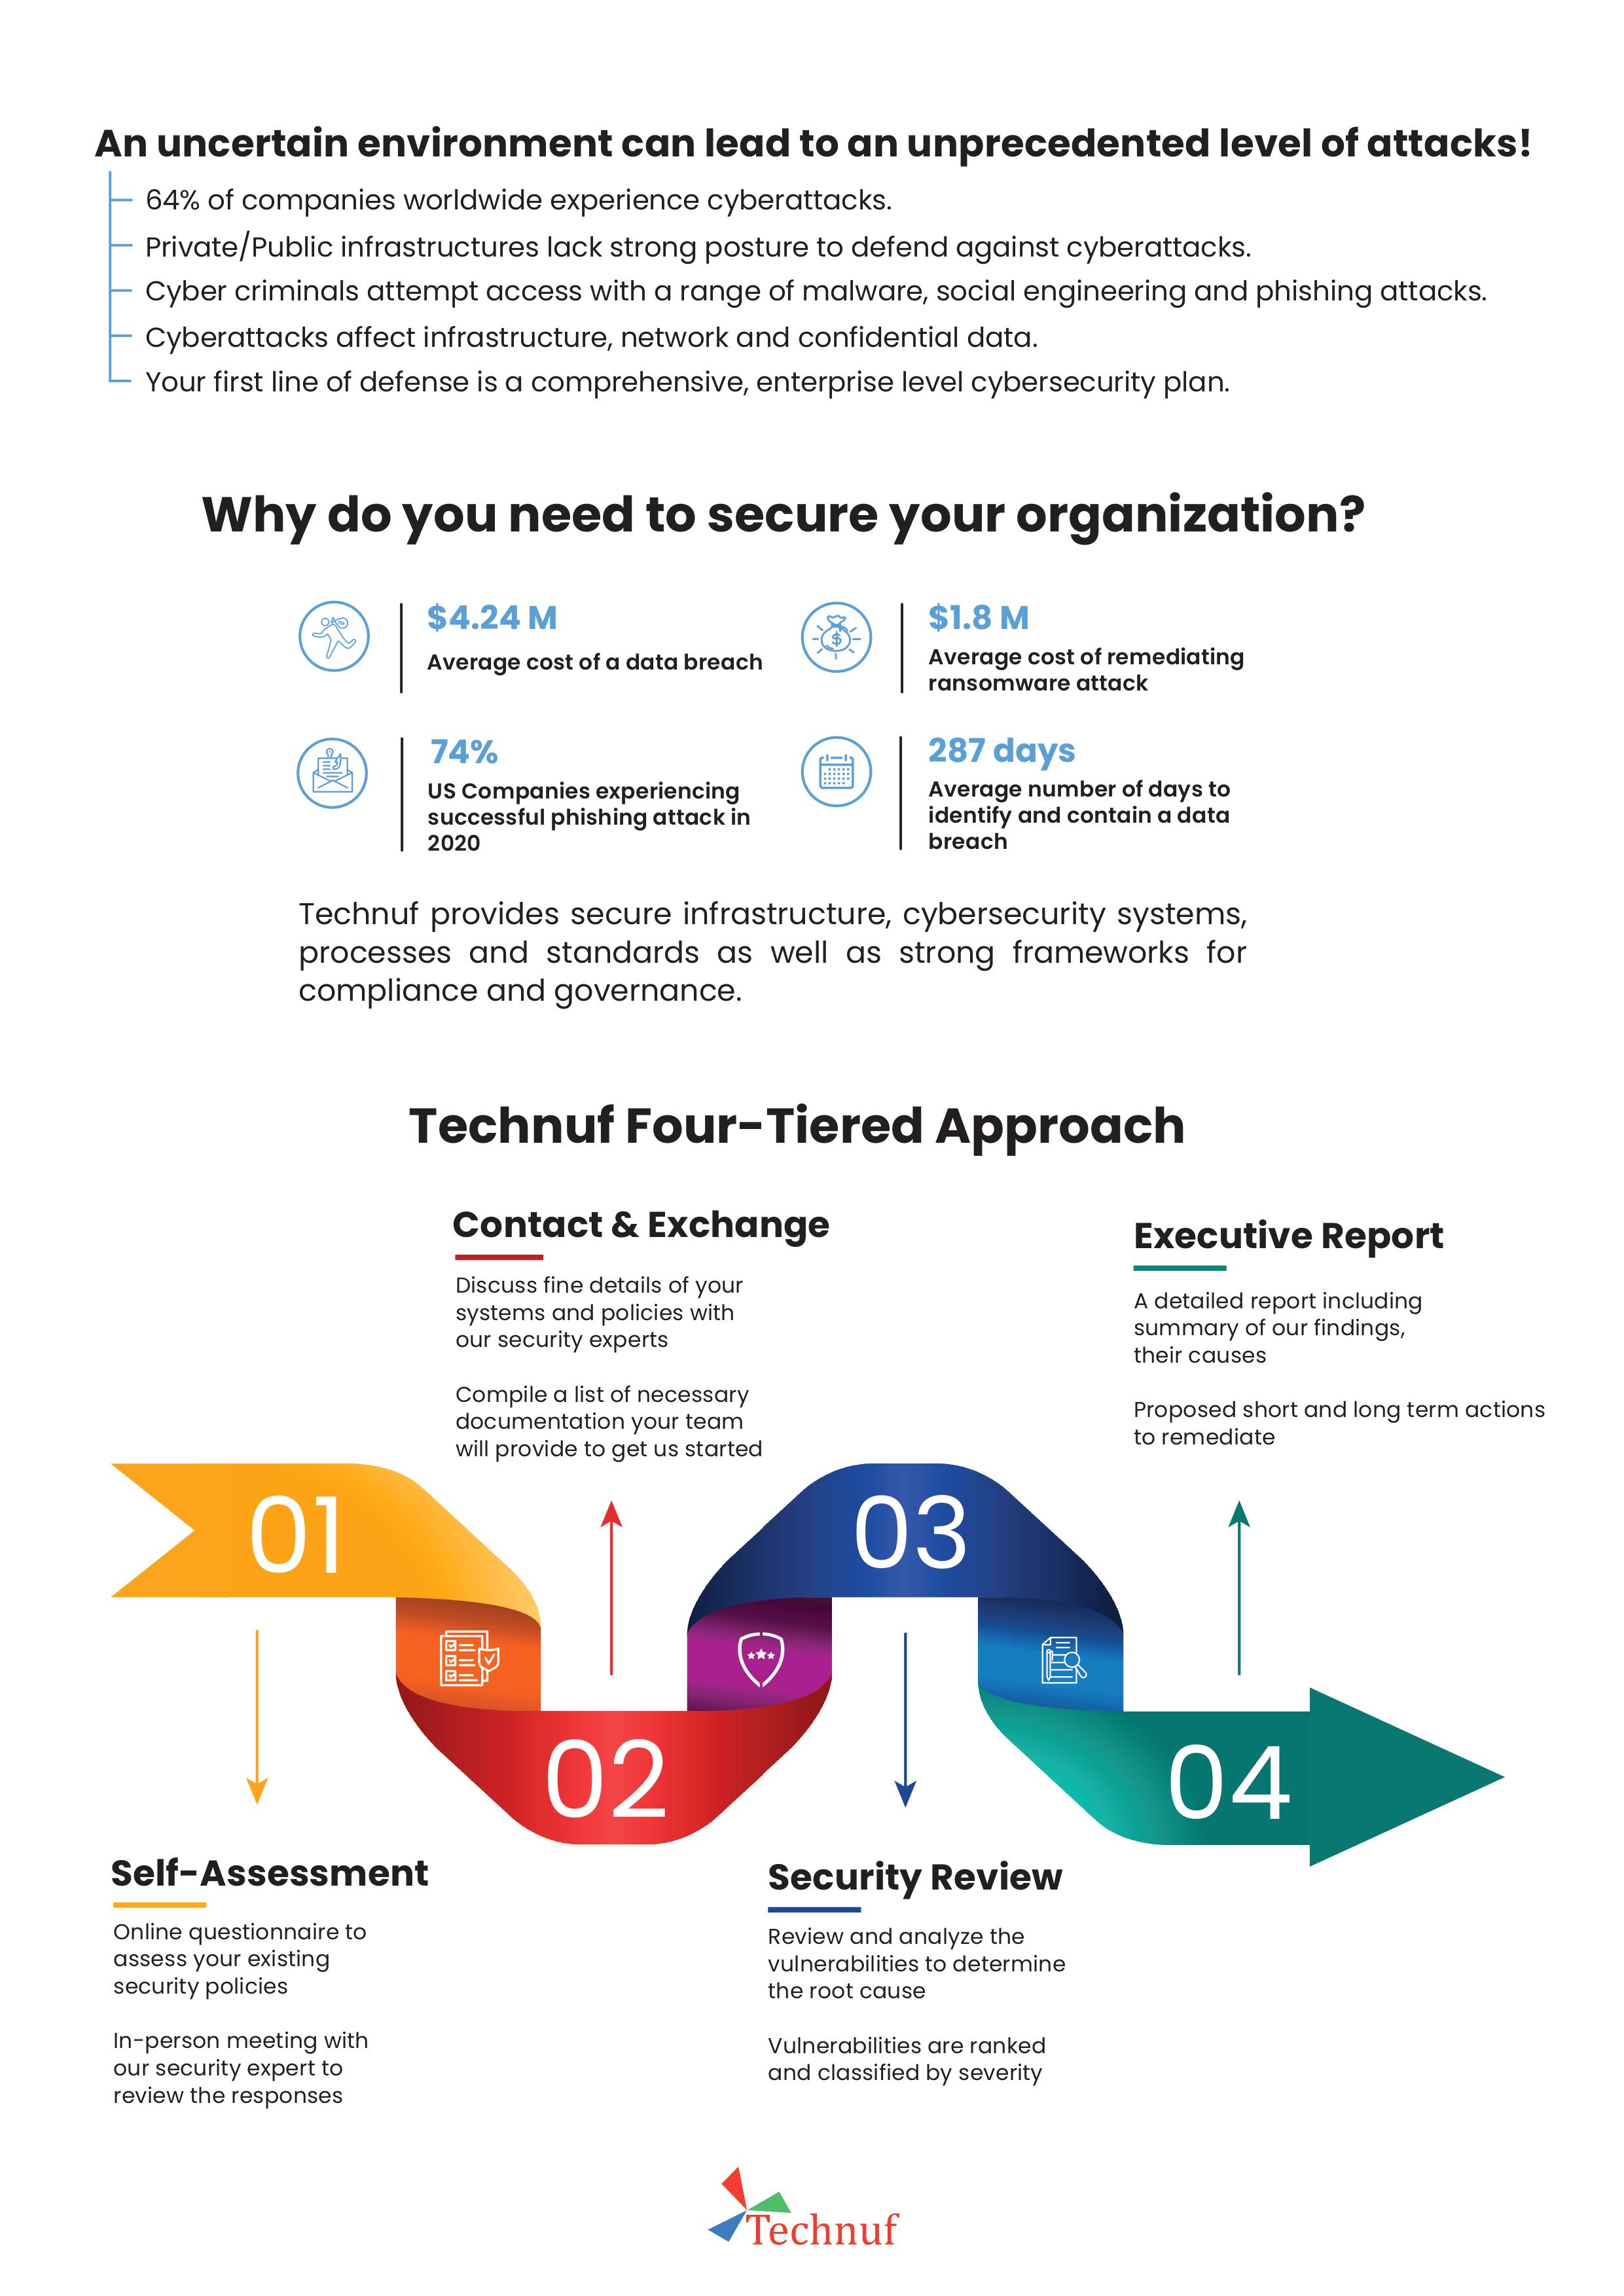 An uncertain environment can lead to an unprecedented level of attacks!
64% of companies worldwide experience cyberattacks.
Private/Public infrastructures lack strong posture to defend against cyberattacks.
Cyber criminals attempt access with a range of malware, social engineering and phishing attacks.
Cyberattacks affect infrastructure, network and confidential data.
Your first line of defense is a comprehensive, enterprise level cybersecurity plan.
Why do you need to secure your organization?
$4.24 M
Average cost of a data breach
$1.8 M
Average cost of remediating
ransomware attack
74%
US Companies experiencing
successful phishing attack in
2020
287 days
Average number of days to
identify and contain a data
breach
Technuf provides secure infrastructure, cybersecurity systems,
processes and standards as well as strong frameworks for
compliance and governance.
Technuf Four-Tiered Approach
01
Self-Assessment
Online questionnaire to
assess your existing
security policies
In-person meeting with
our security expert to
review the responses
02
Contact & Exchange
Discuss fine details of your
systems and policies with
our security experts
Compile a list of necessary
documentation your team
will provide to get us started
03
Security Review
Review and analyze the
vulnerabilities to determine
the root cause
Vulnerabilities are ranked
and classified by severity
04
Executive Report
A detailed report including
summary of our findings,
their causes
Proposed short and long term actions
to remediate
Technuf